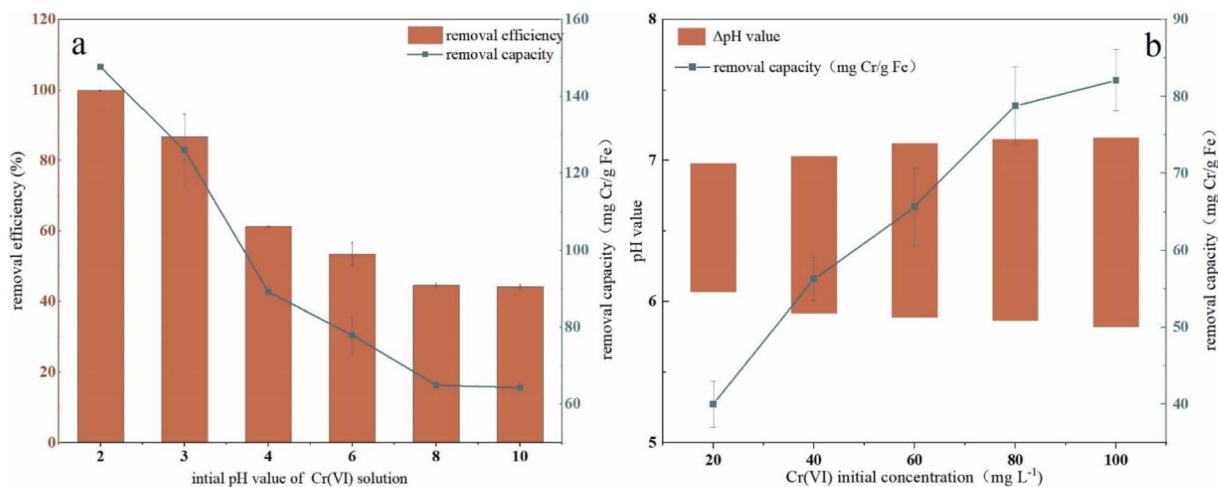 a
removal efficiency
removal capacity
120
100
80
60
40
20
0
removal efficiency (%)
160
140
120
100
80
60
removal capacity（mg Cr/g Fe）
2 3 4 6 8 10
intial pH value of Cr(VI) solution
b
ΔpH value
removal capacity（mg Cr/g Fe）
8
7
6
5
pH value
90
80
70
60
50
40
removal capacity（mg Cr/g Fe）
20 40 60 80 100
Cr(VI) initial concentration（mg L⁻¹）